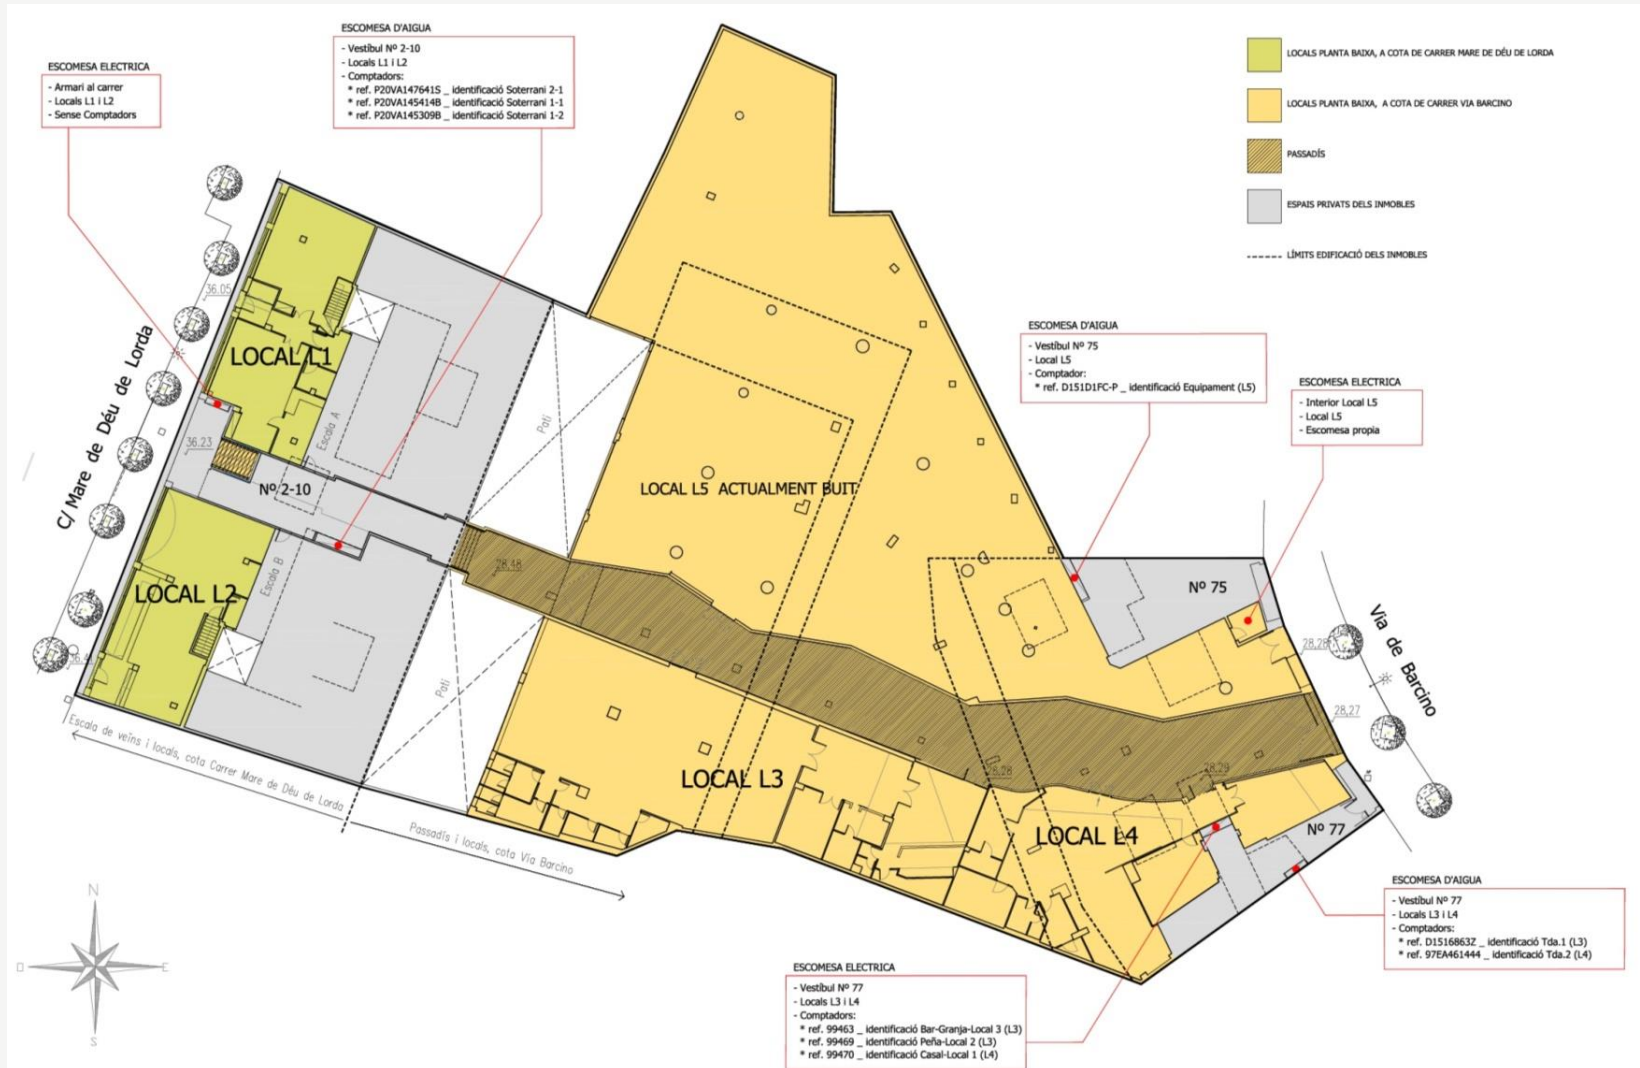 ESCOMESA D'AIGUA
- Vestíbul Nº 2-10
- Locals L1 i L2
- Comptadors:
* ref. P20VA147641S _ identificació Soterrani 2-1
* ref. P20VA145414B _ identificació Soterrani 1-1
* ref. P20VA145309B _ identificació Soterrani 1-2
ESCOMESA ELECTRICA
- Armari al carrer
- Locals L1 i L2
- Sense Comptadors
LOCALS PLANTA BAIXA, A COTA DE CARRER MARE DE DÉU DE LORDA
LOCALS PLANTA BAIXA, A COTA DE CARRER VIA BARCINO
PASSADÍS
ESPAIS PRIVATS DELS INMOBLES
LÍMITS EDIFICACIÓ DELS INMOBLES
36.05
LOCAL L1
C/ Mare de Déu de Lorda
Escala A
Pati
36.23
Nº 2-10
LOCAL L5 ACTUALMENT BUIT
ESCOMESA D'AIGUA
- Vestíbul Nº 75
- Local L5
- Comptador:
* ref. D151D1FC-P _ identificació Equipament (L5)
ESCOMESA ELECTRICA
- Interior Local L5
- Local L5
- Escomesa propia
LOCAL L2
Escala B
28,48
Nº 75
Via de Barcino
28,28
28,27
Pati
Escala de veïns i locals, cota Carrer Mare de Déu de Lorda
Passadís i locals, cota Via Barcino
LOCAL L3
28,28
28,29
LOCAL L4
Nº 77
ESCOMESA D'AIGUA
- Vestíbul Nº 77
- Locals L3 i L4
- Comptadors:
* ref. D1516863Z _ identificació Tda.1 (L3)
* ref. 97EA461444 _ identificació Tda.2 (L4)
ESCOMESA ELECTRICA
- Vestíbul Nº 77
- Locals L3 i L4
- Comptadors:
* ref. 99463 _ identificació Bar-Granja-Local 3 (L3)
* ref. 99469 _ identificació Peña-Local 2 (L3)
* ref. 99470 _ identificació Casal-Local 1 (L4)
N
O
E
S